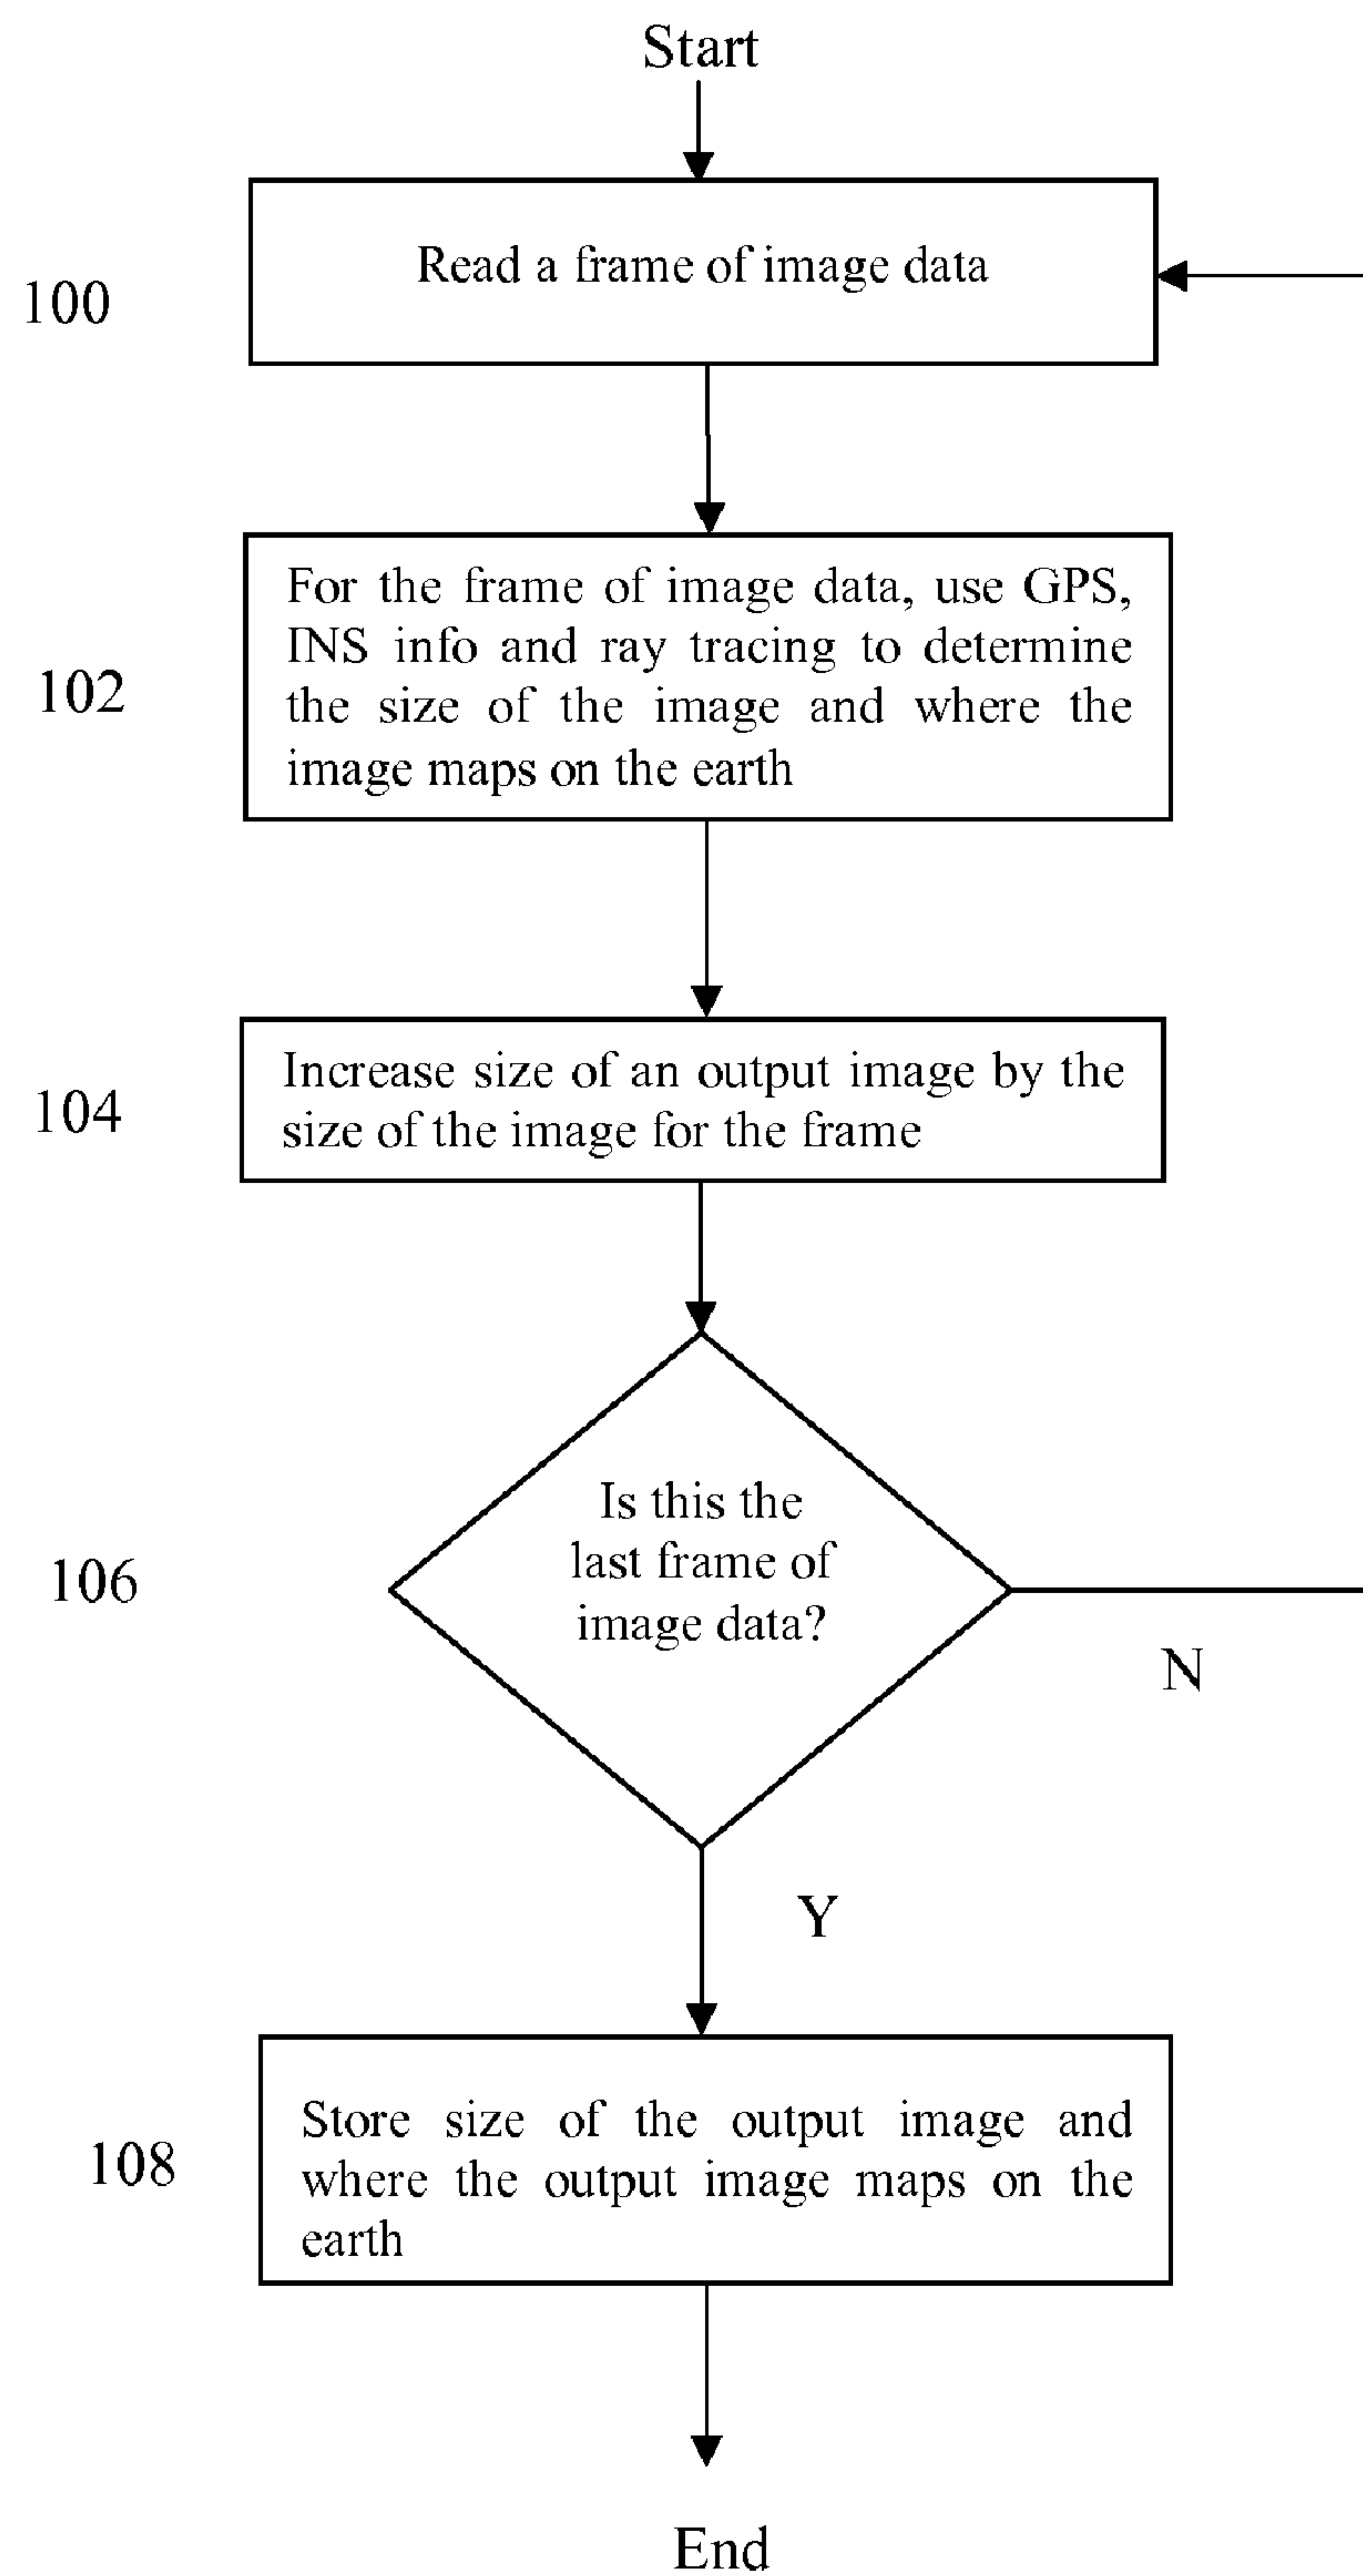 Start
100
Read a frame of image data
102
For the frame of image data, use GPS,
INS info and ray tracing to determine
the size of the image and where the
image maps on the earth
104
Increase size of an output image by the
size of the image for the frame
106
Is this the
last frame of
image data?
N
Y
108
Store size of the output image and
where the output image maps on the
earth
End